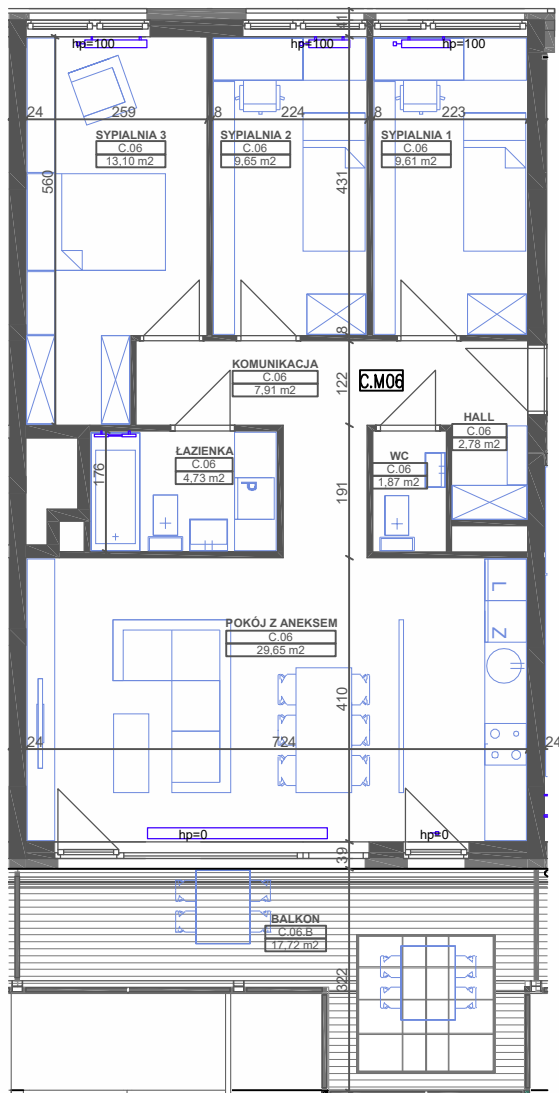 11
hp=100
hp=100
hp=100
24
259
8
224
8
223
SYPIALNIA 3
C.06
13,10 m2
SYPIALNIA 2
C.06
9,65 m2
SYPIALNIA 1
C.06
9,61 m2
560
431
8
KOMUNIKACJA
C.06
7,91 m2
122
C.M06
HALL
C.06
2,78 m2
ŁAZIENKA
C.06
4,73 m2
176
P
191
WC
C.06
1,87 m2
L
Z
POKÓJ Z ANEKSEM
C.06
29,65 m2
410
24
724
24
hp=0
hp=0
39
BALKON
C.06.B
17,72 m2
322